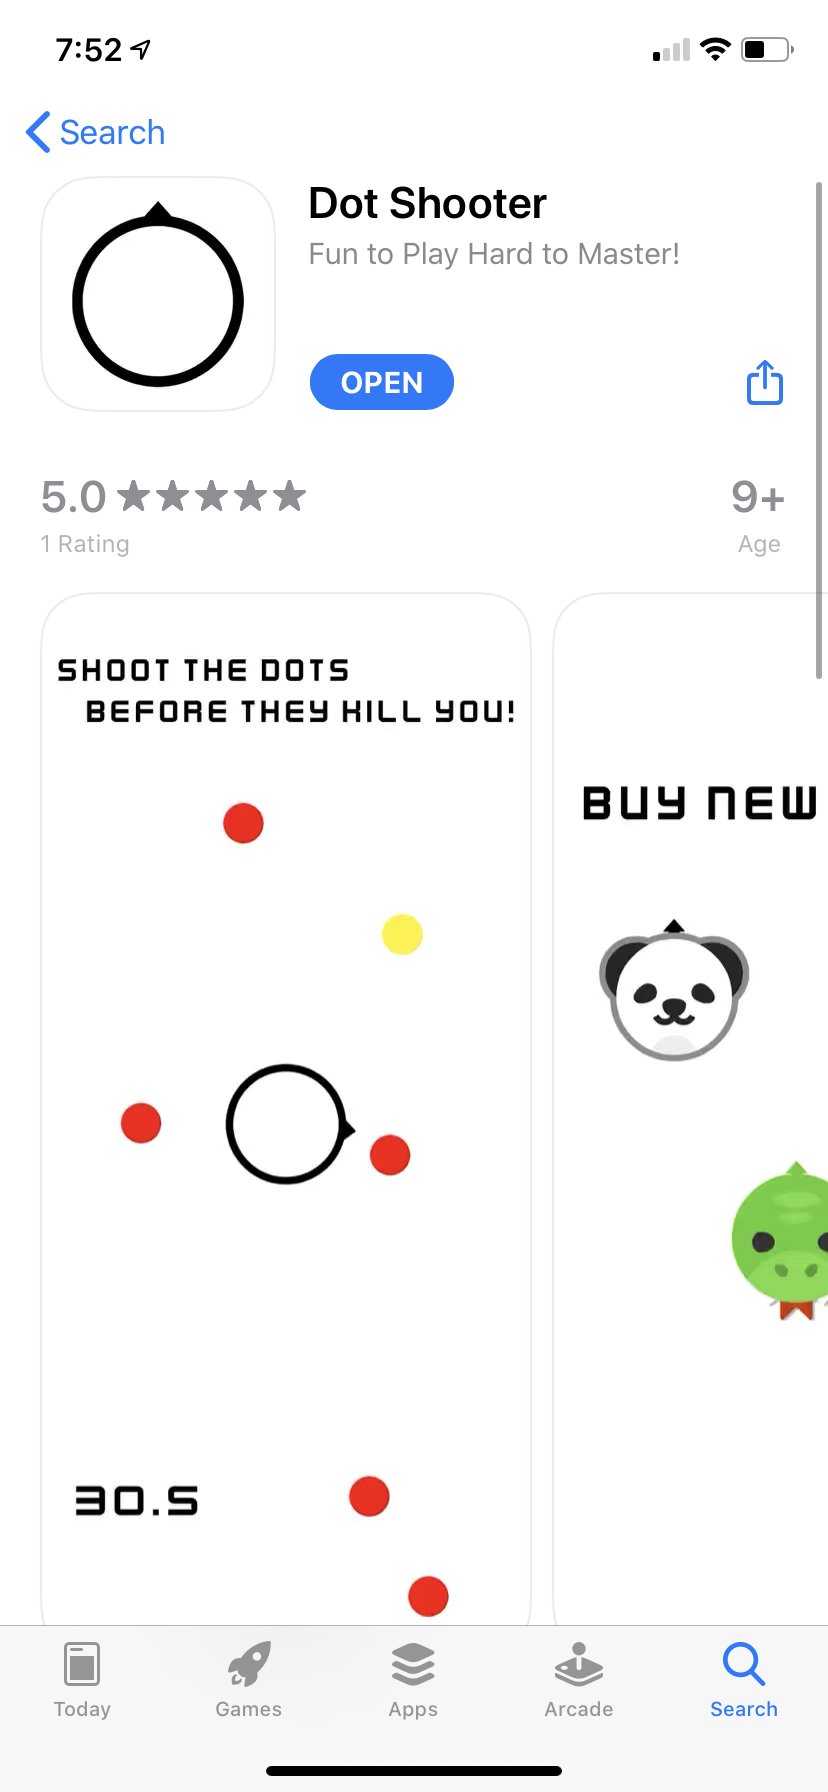 7:52
Search
Dot Shooter
Fun to Play Hard to Master!
OPEN
5.0
9+
1 Rating
Age
SHOOT THE DOTS
BEFORE THEY KILL YOU!
BUY NEW
30.5
Today
Games
Apps
Arcade
Search